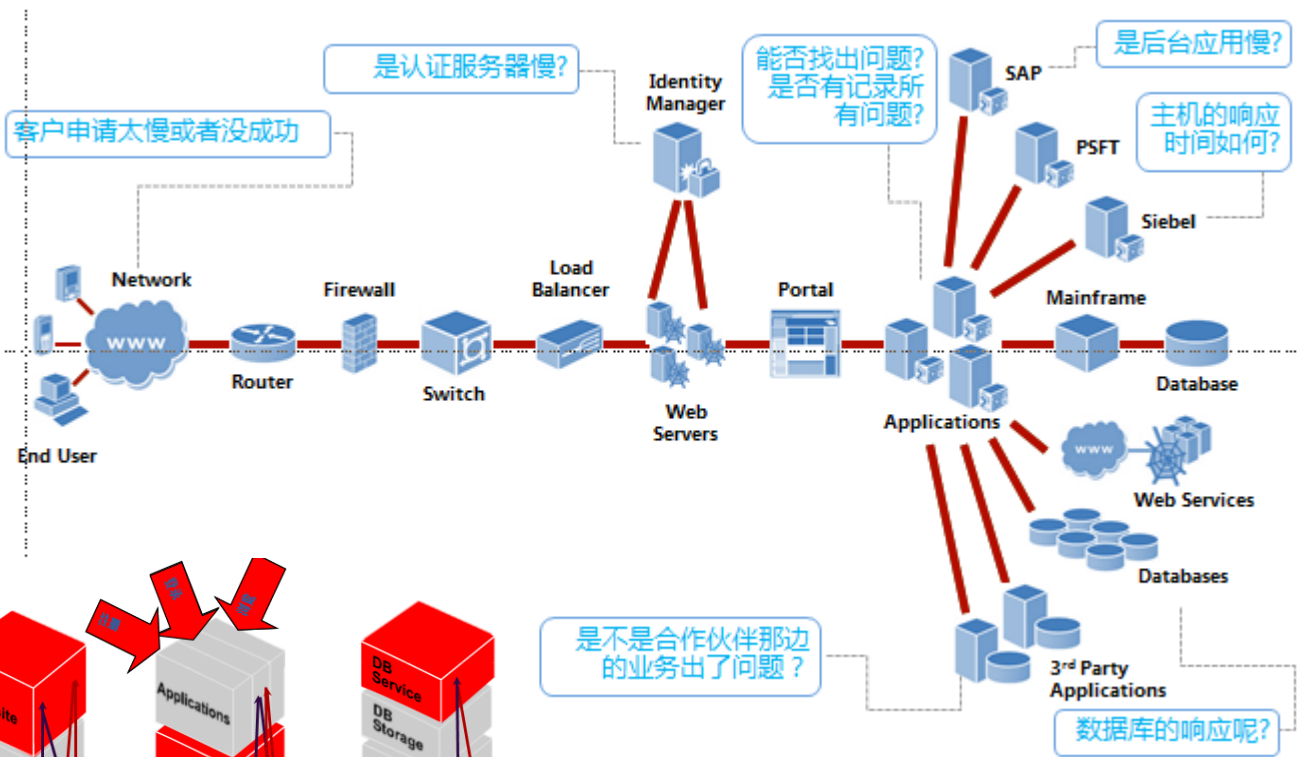 是认证服务器慢?
Identity
Manager
能否找出问题?
是否有记录所
有问题?
SAP
是后台应用慢?
客户申请太慢或者没成功
主机的响应
时间如何?
PSFT
Siebel
Network
Firewall
Load
Balancer
Portal
Mainframe
www
Router
Switch
Web
Servers
Applications
Database
End User
www
Web Services
Databases
是不是合作伙伴那边
的业务出了问题？
3rd Party
Applications
数据库的响应呢?
Applications
DB
Service
DB
Storage